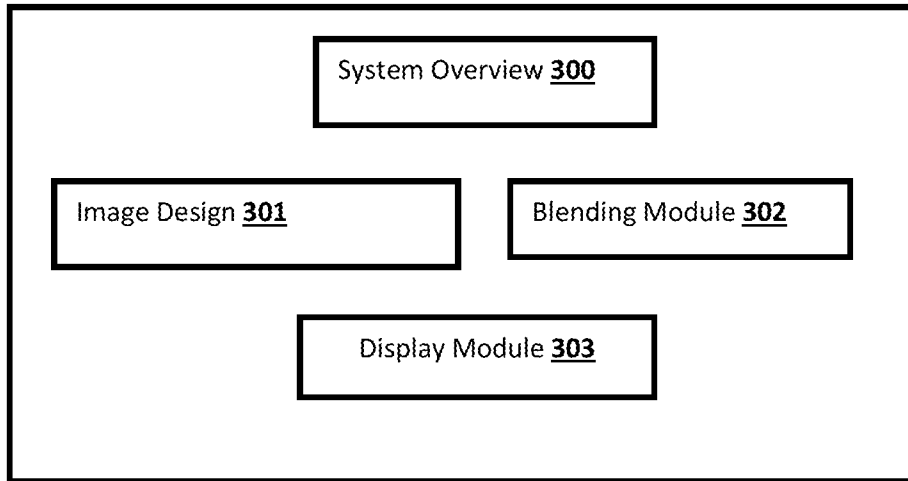 System Overview 300
Image Design 301
Blending Module 302
Display Module 303